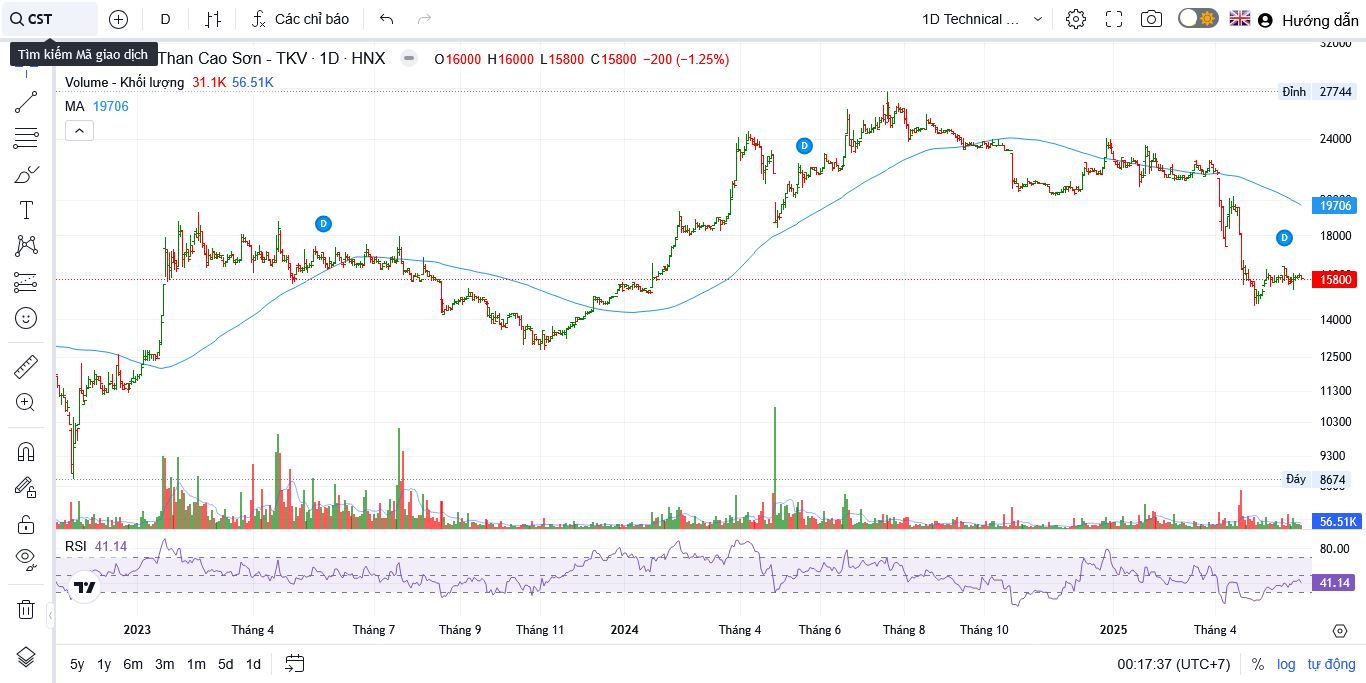 CST D Các chỉ báo 1D Technical ... Hướng dẫn
Tìm kiếm Mã giao dịch
Than Cao Sơn - TKV · 1D · HNX O16000 H16000 L15800 C15800 −200 (−1.25%)
Volume - Khối lượng 31.1K 56.51K
MA 19706
32000
Đỉnh 27744
24000
19706
18000
15800
14000
12500
11300
10300
9300
Đáy 8674
56.51K
D
D
D
RSI 41.14
80.00
41.14
2023 Tháng 4 Tháng 7 Tháng 9 Tháng 11 2024 Tháng 4 Tháng 6 Tháng 8 Tháng 10 2025 Tháng 4
5y 1y 6m 3m 1m 5d 1d 00:17:37 (UTC+7) % log tự động